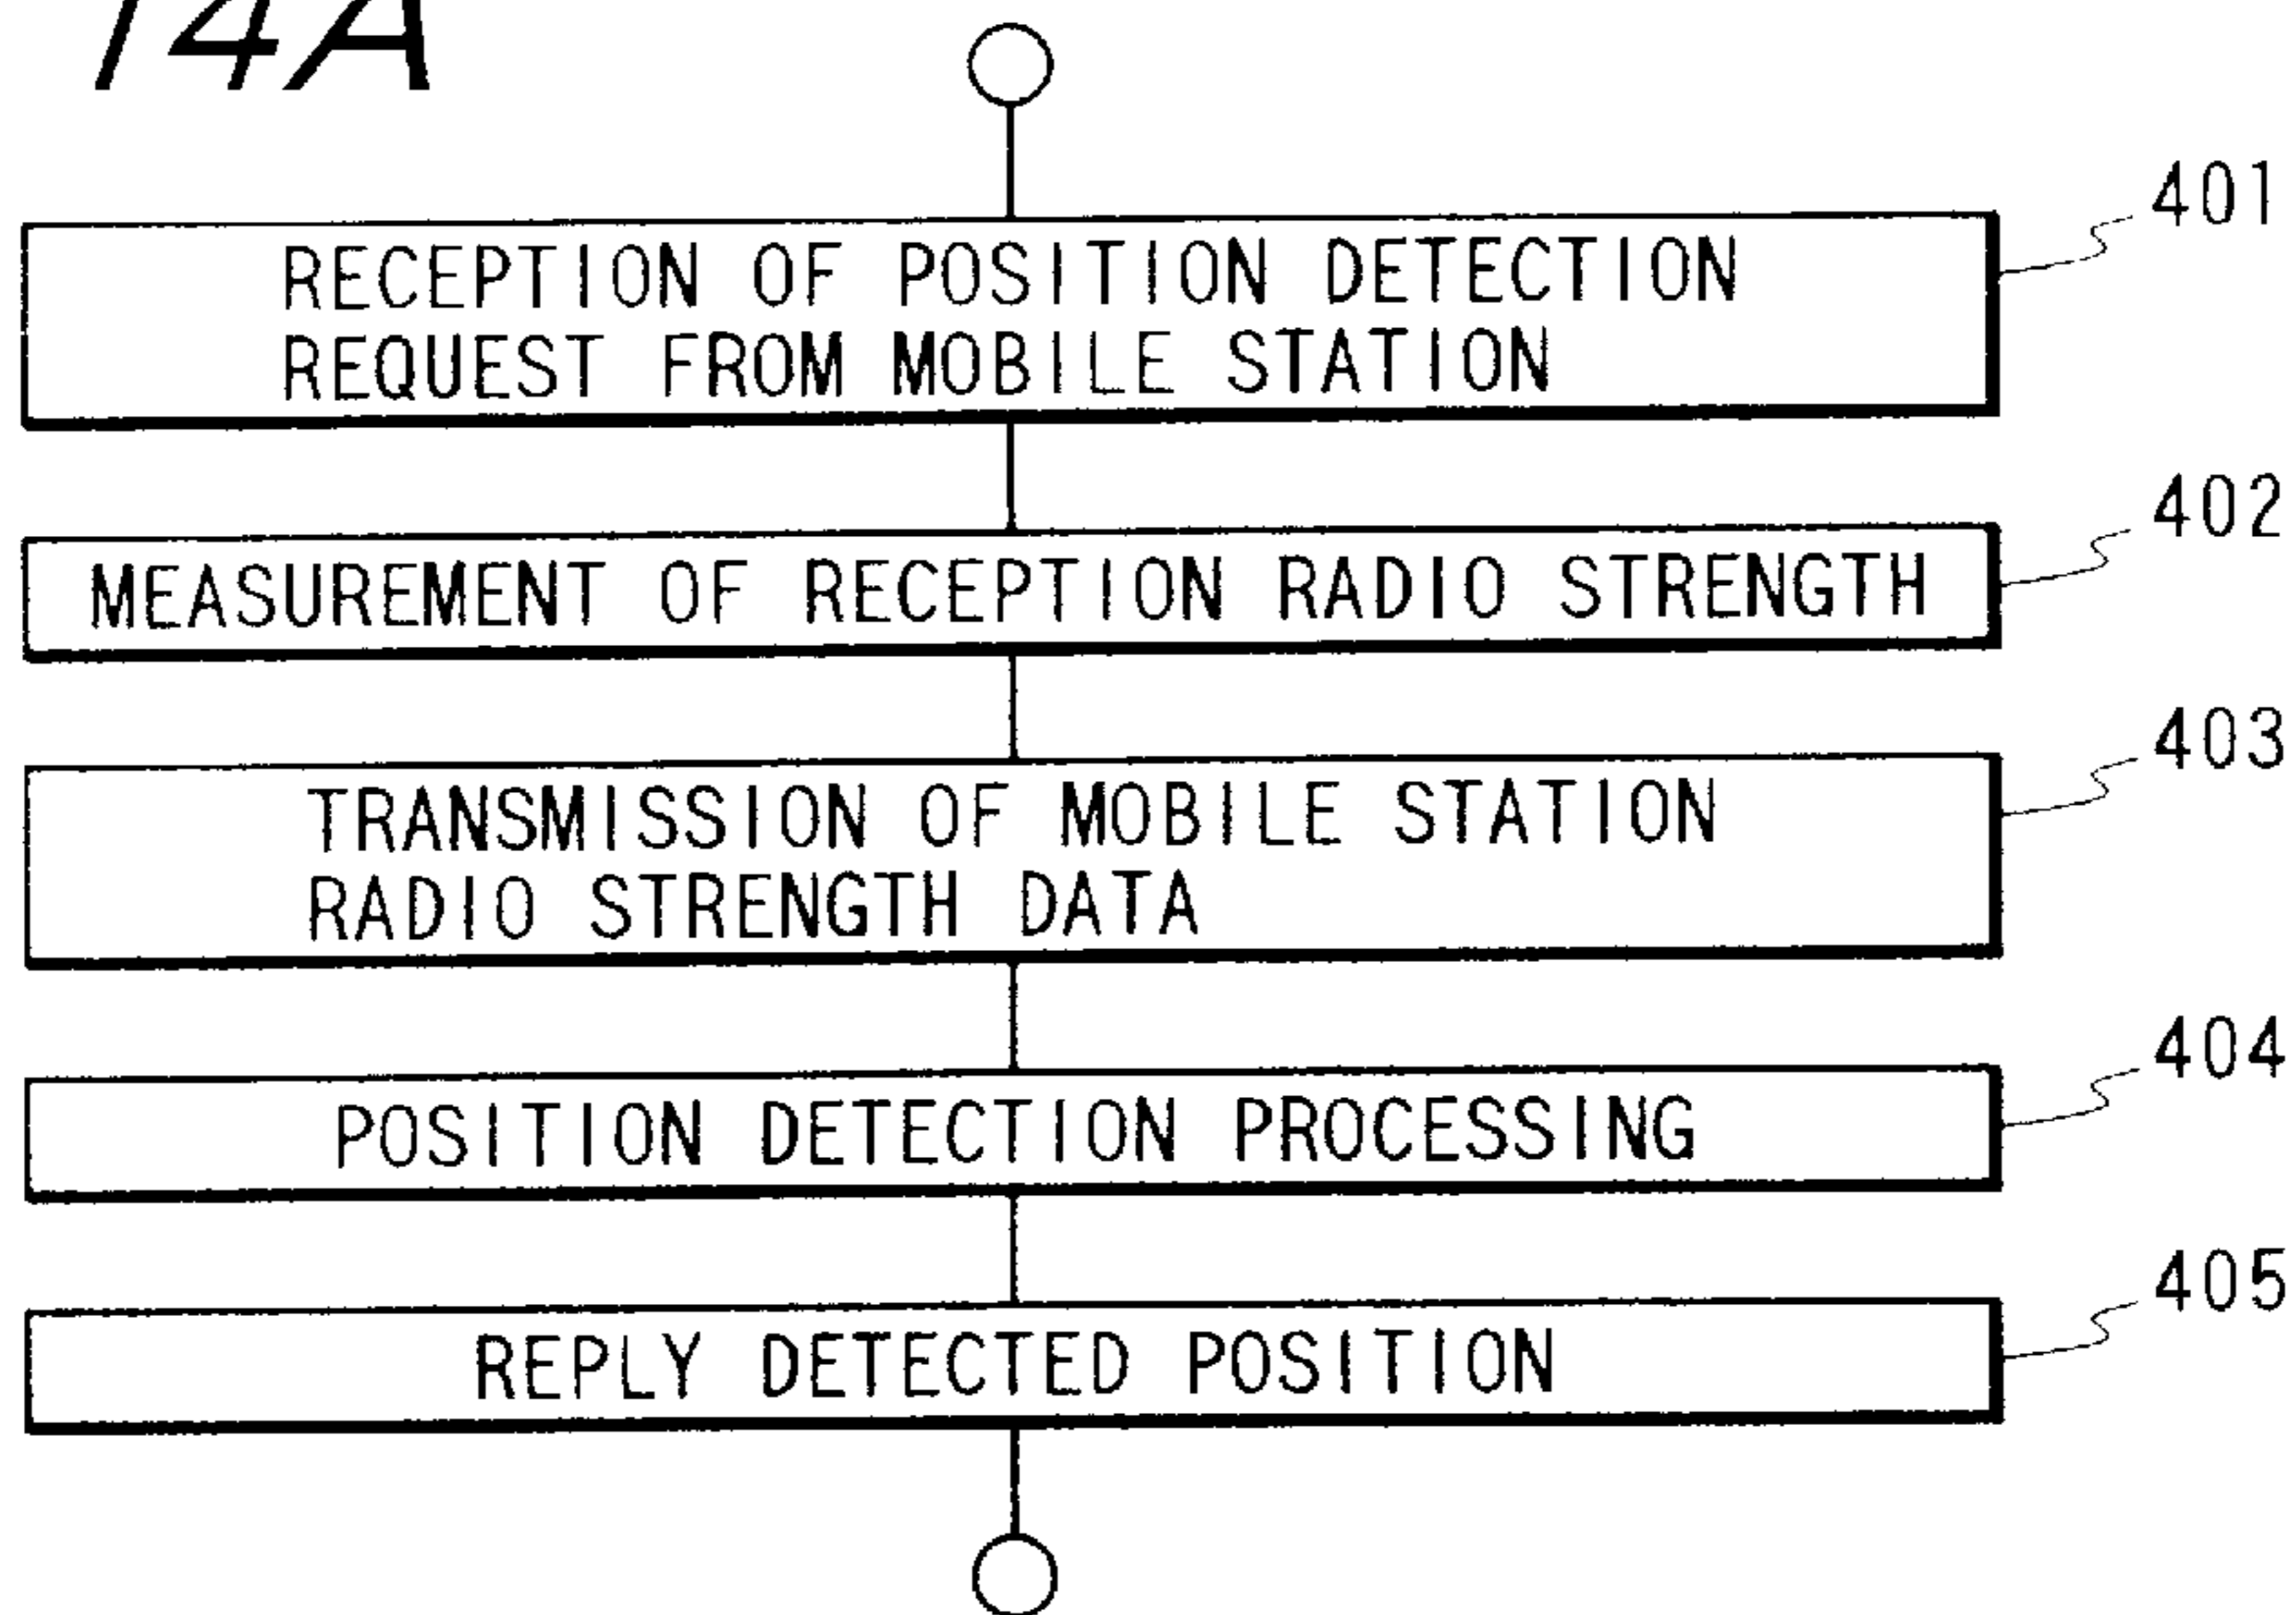 14A
401
RECEPTION OF POSITION DETECTION
REQUEST FROM MOBILE STATION
402
MEASUREMENT OF RECEPTION RADIO STRENGTH
403
TRANSMISSION OF MOBILE STATION
RADIO STRENGTH DATA
404
POSITION DETECTION PROCESSING
405
REPLY DETECTED POSITION